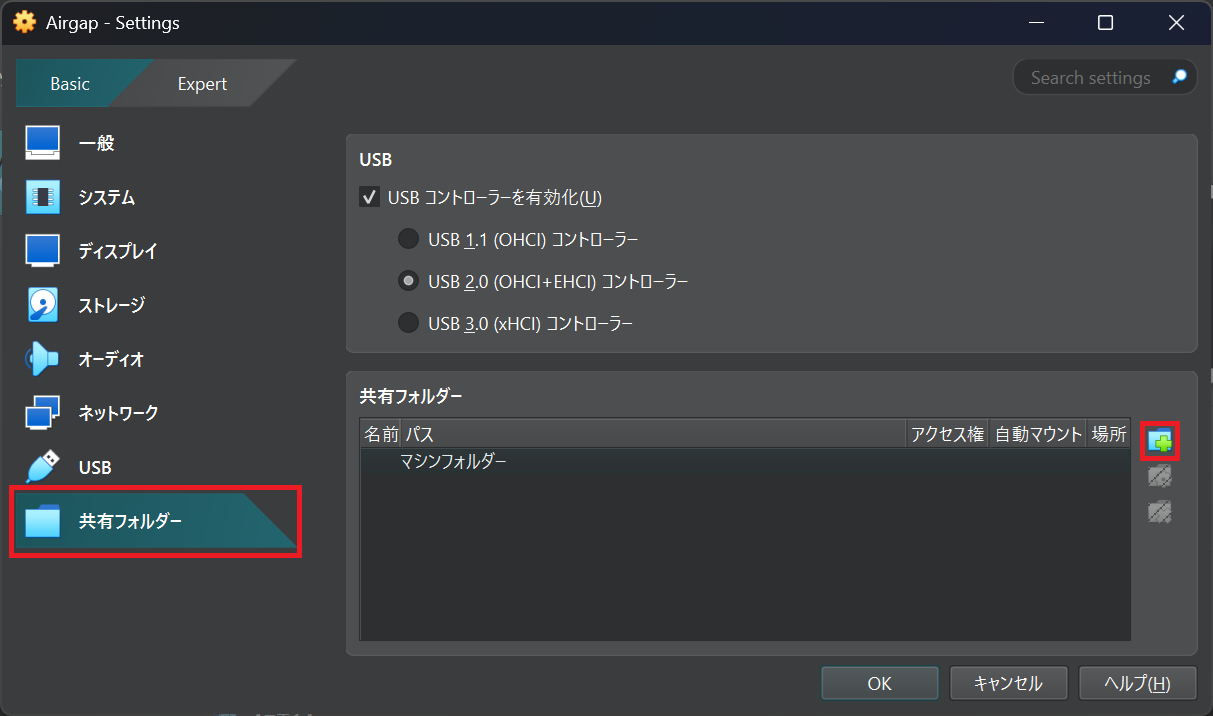 Airgap - Settings
Basic
Expert
Search settings
一般
システム
ディスプレイ
ストレージ
オーディオ
ネットワーク
USB
共有フォルダー
USB
USB コントローラーを有効化(U)
USB 1.1 (OHCI) コントローラー
USB 2.0 (OHCI+EHCI) コントローラー
USB 3.0 (xHCI) コントローラー
共有フォルダー
名前 パス アクセス権 自動マウント 場所
マシンフォルダー
OK
キャンセル
ヘルプ(H)